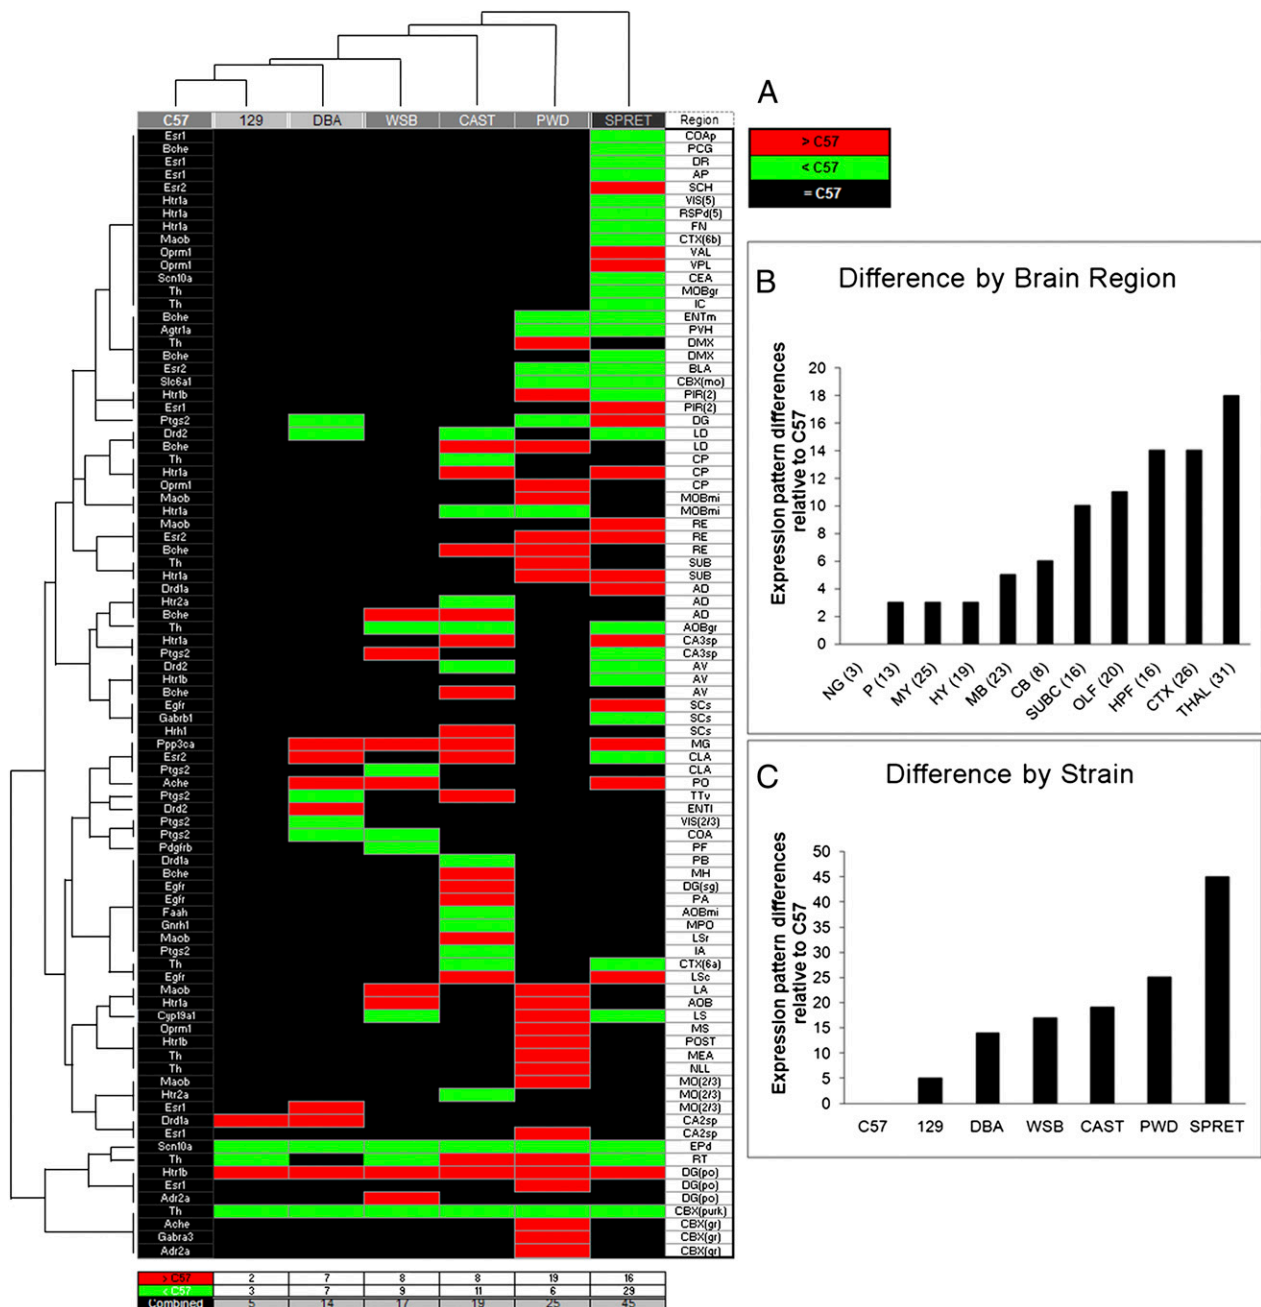 A
C57 129 DBA WSB CAST PWD SPRET Region
Esr1 COAp
Bche PCG
Esr1 DR
Esr1 AP
Esr2 SCH
Htr1a VIS(5)
Htr1a RSPd(5)
Htr1a FN
Maob CTX(6b)
Oprm1 VAL
Oprm1 VPL
Scn10a CEA
Th MOBgr
Th IC
Bche ENTm
Agtr1a PVH
Th DMX
Bche DMX
Esr2 BLA
Slc6a1 CBX(mo)
Htr1b PIR(2)
Esr1 PIR(2)
Ptgs2 DG
Drd2 LD
Bche LD
Th CP
Htr1a CP
Oprm1 CP
Maob MOBmi
Htr1a MOBmi
Maob RE
Esr2 RE
Bche RE
Th SUB
Htr1a SUB
Drd1a AD
Htr2a AD
Bche AD
Th AOBgr
Htr1a CA3sp
Ptgs2 CA3sp
Drd2 AV
Htr1b AV
Bche AV
Egfr SCs
Gabrb1 SCs
Hrh1 SCs
Ppp3ca MG
Esr2 CLA
Ptgs2 CLA
Ache PO
Ptgs2 TTv
Drd2 ENTl
Ptgs2 VIS(2/3)
Ptgs2 COA
Pdgfrb PF
Drd1a PB
Bche MH
Egfr DG(sg)
Egfr PA
Faah AOBmi
Gnrh1 MPO
Maob LSr
Ptgs2 IA
Th CTX(6a)
Egfr LSc
Maob LA
Htr1a AOB
Cyp19a1 LS
Oprm1 MS
Htr1b POST
Th MEA
Th NLL
Maob MO(2/3)
Htr2a MO(2/3)
Esr1 MO(2/3)
Drd1a CA2sp
Esr1 CA2sp
Scn10a EPd
Th RT
Htr1b DG(po)
Esr1 DG(po)
Adr2a DG(po)
Th CBX(purk)
Ache CBX(gr)
Gabra3 CBX(gr)
Adr2a CBX(gr)
> C57 2 7 8 8 19 16
< C57 3 7 9 11 6 29
Combined 5 14 17 19 25 45
> C57
< C57
= C57
B
Difference by Brain Region
Expression pattern differences
relative to C57
20
18
16
14
12
10
8
6
4
2
0
NG (3) P (13) MY (25) HY (19) MB (23) CB (8) SUBC (16) OLF (20) HPF (16) CTX (26) THAL (31)
C
Difference by Strain
Expression pattern differences
relative to C57
50
45
40
35
30
25
20
15
10
5
0
C57 129 DBA WSB CAST PWD SPRET